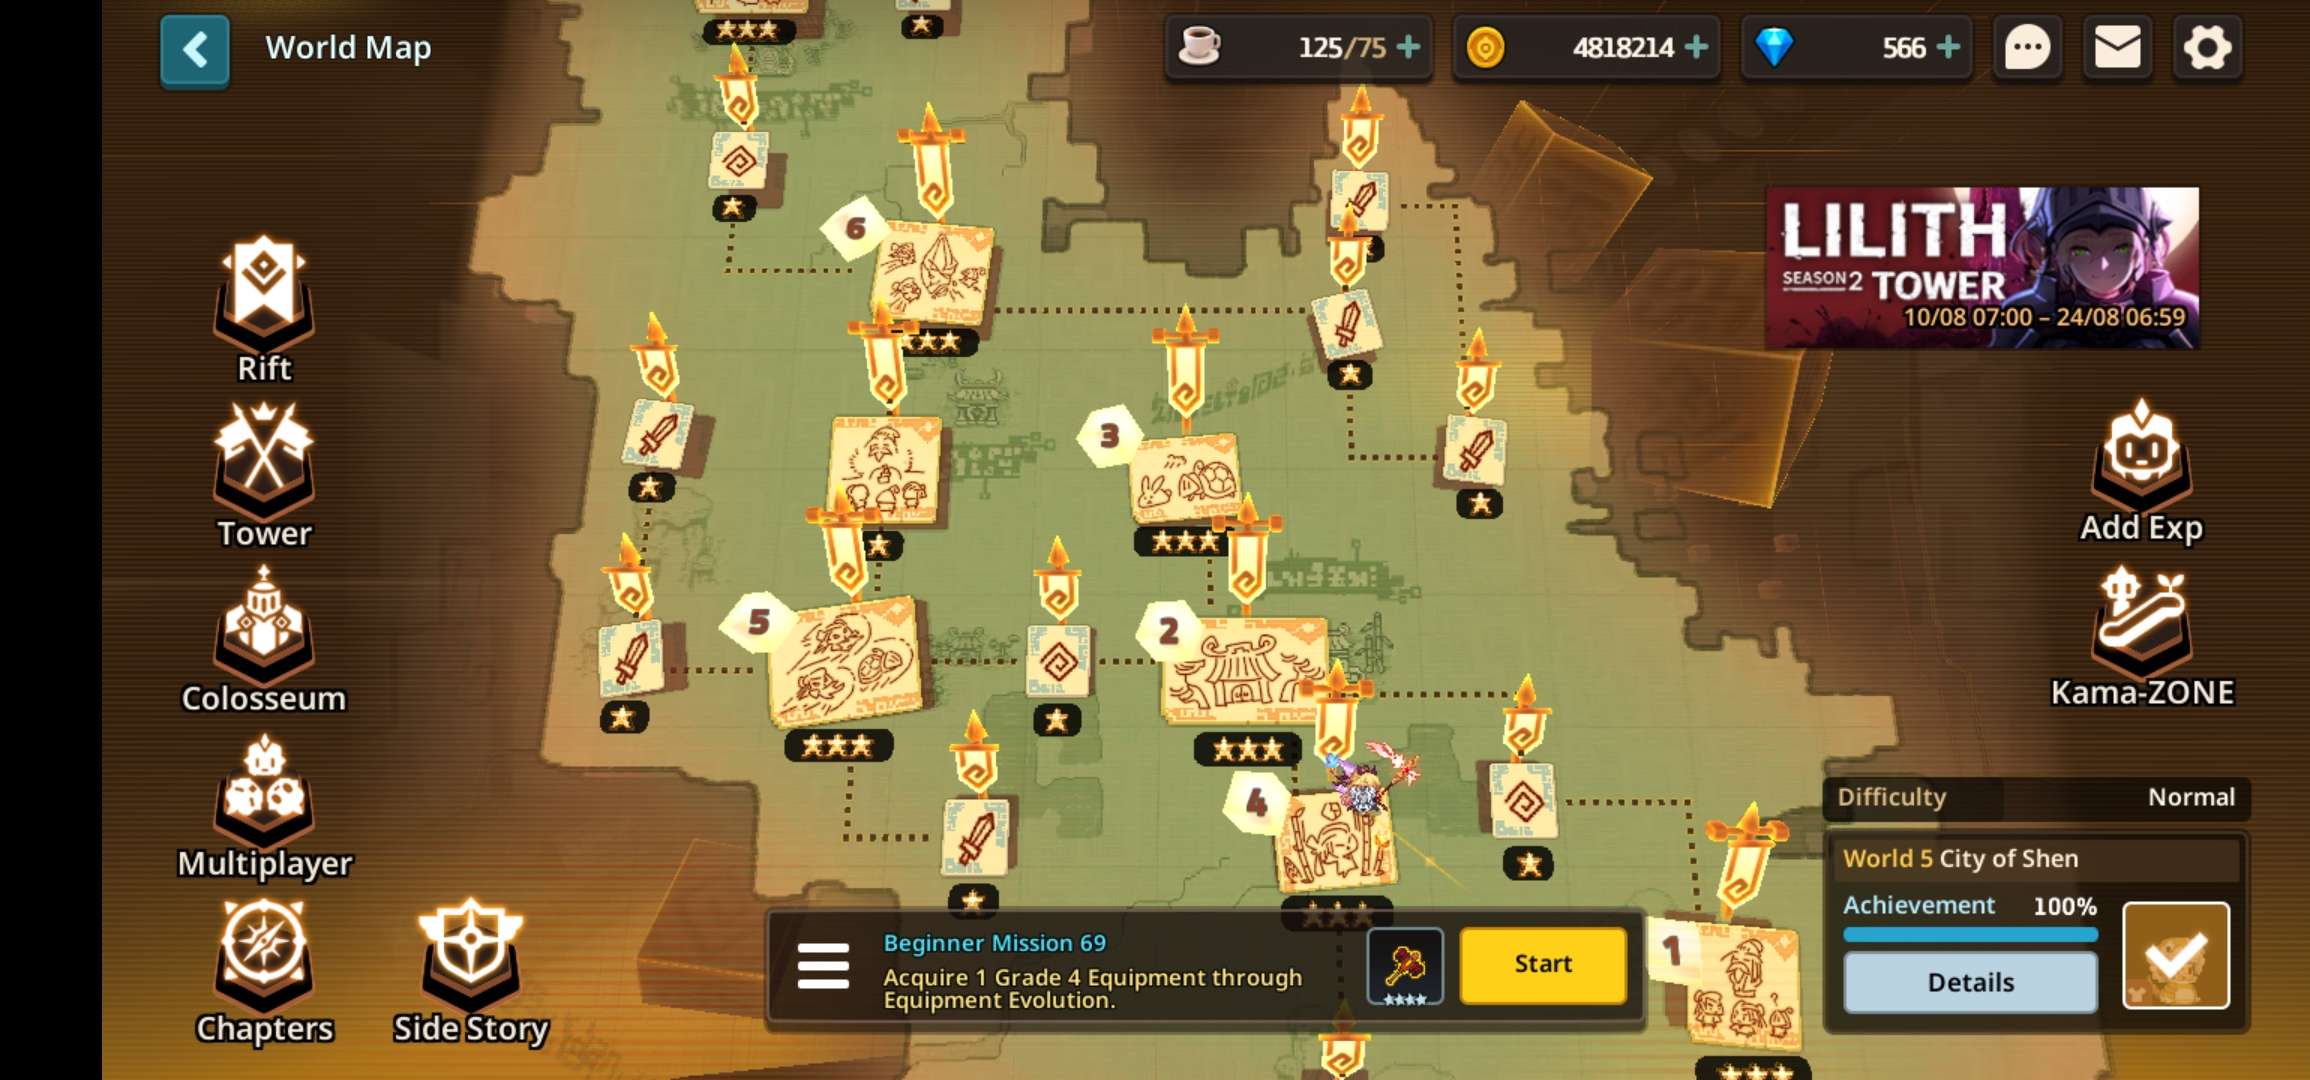 World Map
125/75
4818214
566
LILITH
SEASON2 TOWER
10/08 07:00 – 24/08 06:59
6
Rift
3
Tower
Add Exp
5
2
Colosseum
Kama-ZONE
4
Difficulty Normal
Multiplayer
World 5 City of Shen
Achievement 100%
Details
Beginner Mission 69
Acquire 1 Grade 4 Equipment through
Equipment Evolution.
Start
1
Chapters
Side Story